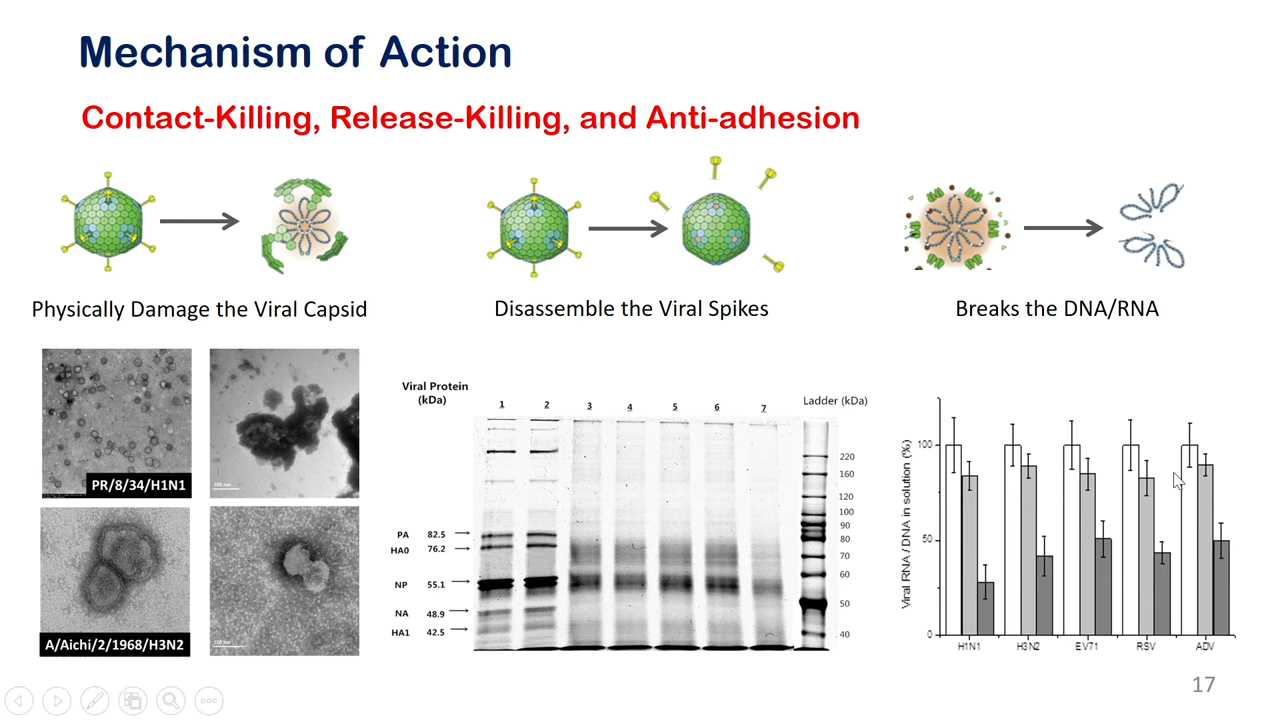 Mechanism of Action
Contact-Killing, Release-Killing, and Anti-adhesion
Physically Damage the Viral Capsid
Disassemble the Viral Spikes
Breaks the DNA/RNA
PR/8/34/H1N1
100 nm
A/Aichi/2/1968/H3N2
100 nm
Viral Protein
(kDa)
1 2 3 4 5 6 7
Ladder (kDa)
PA 82.5
HA0 76.2
NP 55.1
NA 48.9
HA1 42.5
220
160
120
100
90
80
70
60
50
40
Viral RNA / DNA in solution (%)
100
50
0
H1N1 H3N2 EV71 RSV ADV
17